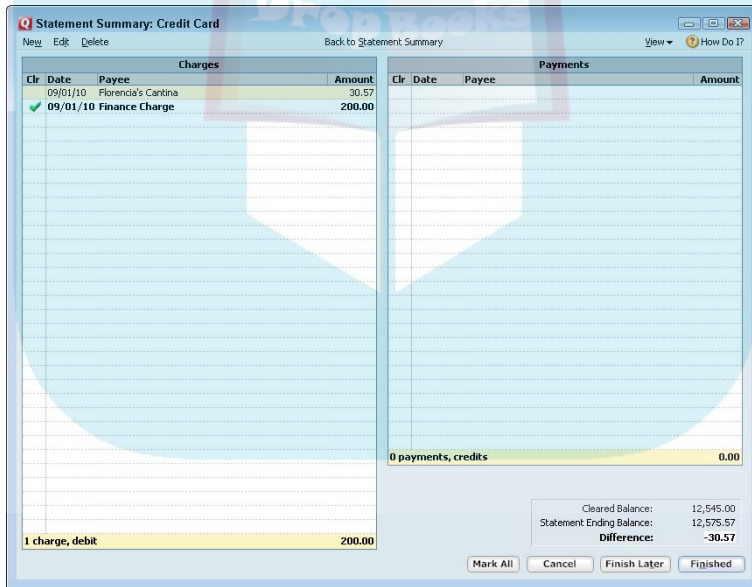 Statement Summary: Credit Card
New Edit Delete Back to Statement Summary View How Do I?
Charges
Clr Date Payee Amount
09/01/10 Florencia's Cantina 30.57
09/01/10 Finance Charge 200.00
1 charge, debit 200.00
Payments
Clr Date Payee Amount
0 payments, credits 0.00
Cleared Balance: 12,545.00
Statement Ending Balance: 12,575.57
Difference: -30.57
Mark All Cancel Finish Later Finished
DropBooks